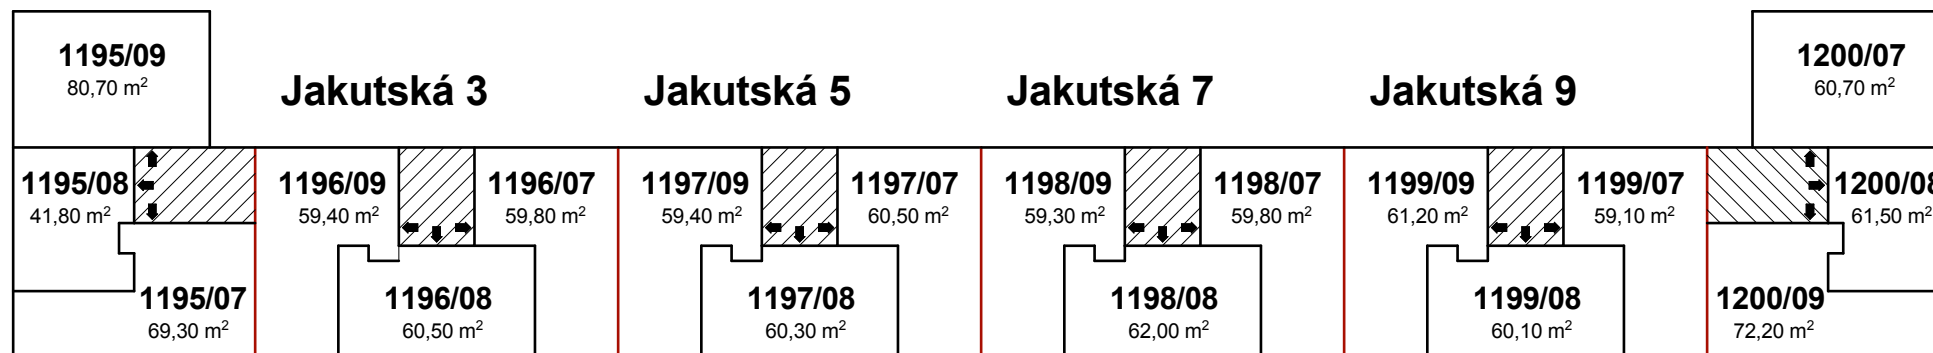 1195/09
80,70 m²
Jakutská 3
Jakutská 5
Jakutská 7
Jakutská 9
1200/07
60,70 m²
1195/08
41,80 m²
1196/09
59,40 m²
1196/07
59,80 m²
1197/09
59,40 m²
1197/07
60,50 m²
1198/09
59,30 m²
1198/07
59,80 m²
1199/09
61,20 m²
1199/07
59,10 m²
1200/08
61,50 m²
1195/07
69,30 m²
1196/08
60,50 m²
1197/08
60,30 m²
1198/08
62,00 m²
1199/08
60,10 m²
1200/09
72,20 m²